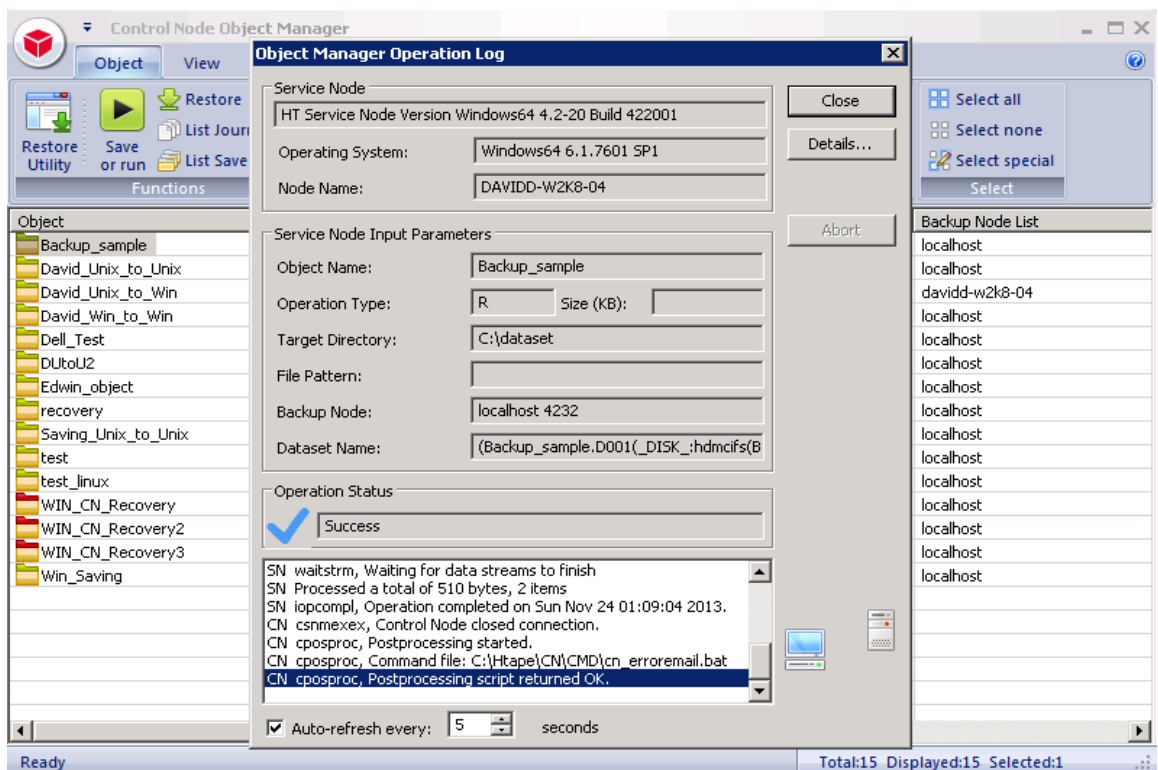 Control Node Object Manager
Object
View
Restore
Utility
Save
or run
Restore
List Jour
List Save
Functions
Select all
Select none
Select special
Select
Object
Backup_sample
David_Unix_to_Unix
David_Unix_to_Win
David_Win_to_Win
Dell_Test
DUtoU2
Edwin_object
recovery
Saving_Unix_to_Unix
test
test_linux
WIN_CN_Recovery
WIN_CN_Recovery2
WIN_CN_Recovery3
Win_Saving
Object Manager Operation Log
Service Node
HT Service Node Version Windows64 4.2-20 Build 422001
Operating System: Windows64 6.1.7601 SP1
Node Name: DAVIDD-W2K8-04
Service Node Input Parameters
Object Name: Backup_sample
Operation Type: R Size (KB):
Target Directory: C:\dataset
File Pattern:
Backup Node: localhost 4232
Dataset Name: (Backup_sample.D001(_DISK_:hdmcifs(B
Operation Status
Success
SN waitstrm, Waiting for data streams to finish
SN Processed a total of 510 bytes, 2 items
SN iopcompl, Operation completed on Sun Nov 24 01:09:04 2013.
CN csnmexex, Control Node closed connection.
CN cposproc, Postprocessing started.
CN cposproc, Command file: C:\Htape\CN\CMD\cn_erroremail.bat
CN cposproc, Postprocessing script returned OK.
Auto-refresh every: 5 seconds
Close
Details...
Abort
Backup Node List
localhost
localhost
davidd-w2k8-04
localhost
localhost
localhost
localhost
localhost
localhost
localhost
localhost
localhost
localhost
localhost
localhost
Ready
Total:15 Displayed:15 Selected:1